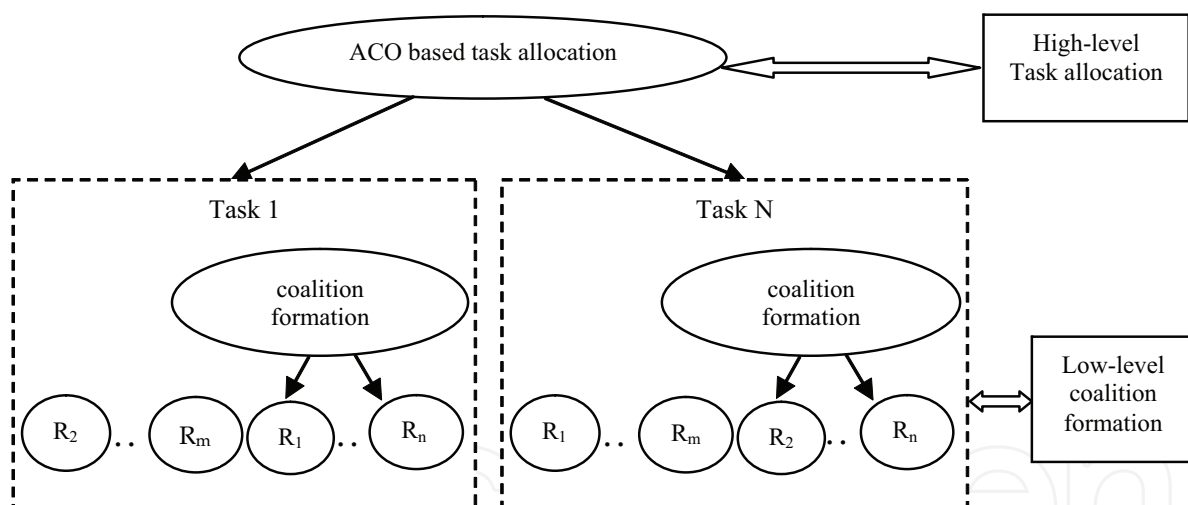 ACO based task allocation
High-level
Task allocation
Task 1
Task N
coalition
formation
coalition
formation
Low-level
coalition
formation
R₂ .. Rₘ R₁ .. Rₙ
R₁ .. Rₘ R₂ .. Rₙ